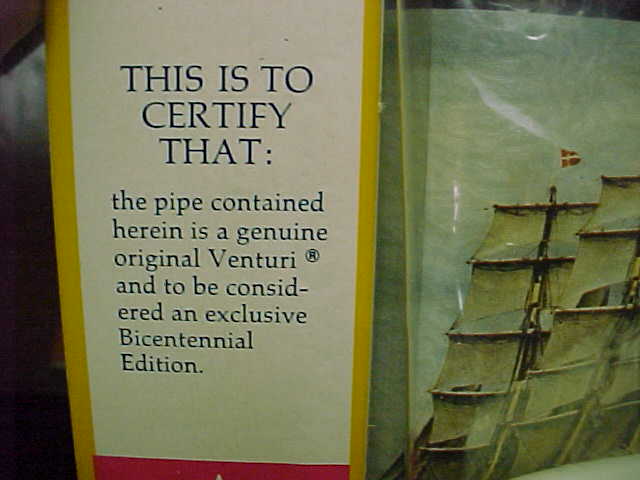 THIS IS TO
CERTIFY
THAT:
the pipe contained
herein is a genuine
original Venturi ®
and to be consid-
ered an exclusive
Bicentennial
Edition.